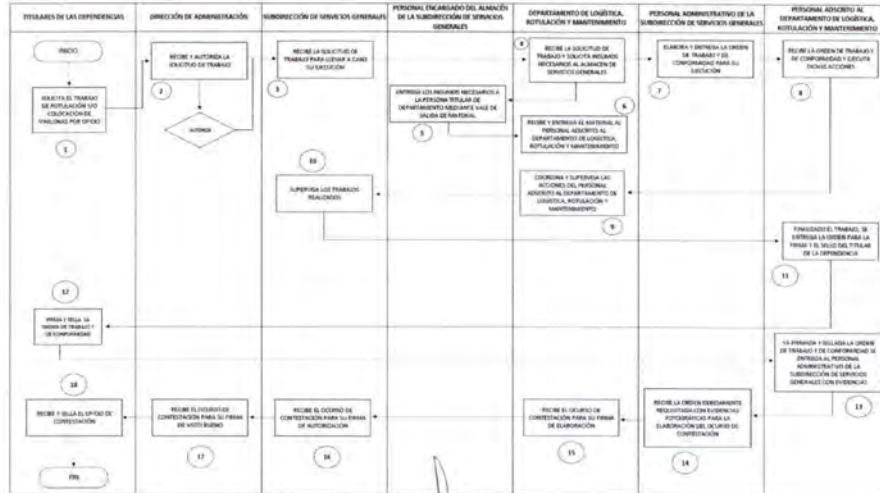 TITULARES DE LAS DEPENDENCIAS
DIRECCIÓN DE ADMINISTRACIÓN
SUBDIRECCIÓN DE SERVICIOS GENERALES
PERSONAL ENCARGADO DEL ALMACÉN
DE LA SUBDIRECCIÓN DE SERVICIOS
GENERALES
DEPARTAMENTO DE LOGÍSTICA,
ROTULACIÓN Y MANTENIMIENTO
PERSONAL ADMINISTRATIVO DE LA
SUBDIRECCIÓN DE SERVICIOS GENERALES
PERSONAL ADSCRITO AL
DEPARTAMENTO DE LOGÍSTICA,
ROTULACIÓN Y MANTENIMIENTO
INICIO
SOLICITA EL TRABAJO
DE ROTULACIÓN Y/O
COLOCACIÓN DE
VINILONAS POR OFICIO
1
RECIBE Y AUTORIZA LA
SOLICITUD DE TRABAJO
2
AUTORIZA
RECIBE LA SOLICITUD DE
TRABAJO PARA LLEVAR A CABO SU
EJECUCIÓN
3
4
RECIBE LA SOLICITUD DE
TRABAJO Y SOLICITA INSUMOS
NECESARIOS AL ALMACEN DE
SERVICIOS GENERALES
ENTREGA LOS INSUMOS NECESARIOS A
LA PERSONA TITULAR DE
DEPARTAMENTO MEDIANTE VALE DE
SALIDA DE MATERIAL
5
6
RECIBE Y ENTREGA EL MATERIAL AL
PERSONAL ADSCRITO AL
DEPARTAMENTO DE LOGÍSTICA,
ROTULACIÓN Y MANTENIMIENTO
ELABORA Y ENTREGA LA ORDEN
DE TRABAJO Y DE
CONFORMIDAD PARA SU
EJECUCIÓN
7
RECIBE LA ORDEN DE TRABAJO Y
DE CONFORMIDAD Y EJECUTA
DICHAS ACCIONES
8
COORDINA Y SUPERVISA LAS
ACCIONES DEL PERSONAL
ADSCRITO AL DEPARTAMENTO DE
LOGÍSTICA, ROTULACIÓN Y
MANTENIMIENTO
9
10
SUPERVISA LOS TRABAJOS
REALIZADOS
FINALIZADO EL TRABAJO, SE
ENTREGA LA ORDEN PARA LA
FIRMA Y EL SELLO DEL TITULAR
DE LA DEPENDENCIA
11
12
FIRMA Y SELLA LA
ORDEN DE TRABAJO Y
DE CONFORMIDAD
YA FIRMADA Y SELLADA LA ORDEN
DE TRABAJO Y DE CONFORMIDAD SE
ENTREGA AL PERSONAL
ADMINISTRATIVO DE LA
SUBDIRECCIÓN DE SERVICIOS
GENERALES CON EVIDENCIAS
13
RECIBE LA ORDEN DEBIDAMENTE
REQUISITADA CON EVIDENCIAS
FOTOGRÁFICAS PARA LA
ELABORACIÓN DEL OCURSO DE
CONTESTACIÓN
14
RECIBE EL OCURSO DE
CONTESTACIÓN PARA SU FIRMA DE
ELABORACIÓN
15
RECIBE EL OCURSO DE
CONTESTACIÓN PARA SU FIRMA
DE AUTORIZACIÓN
16
RECIBE EL OCURSO DE
CONTESTACIÓN PARA SU FIRMA
DE VISTO BUENO
17
18
RECIBE Y SELLA EL OFICIO DE
CONTESTACIÓN
FIN